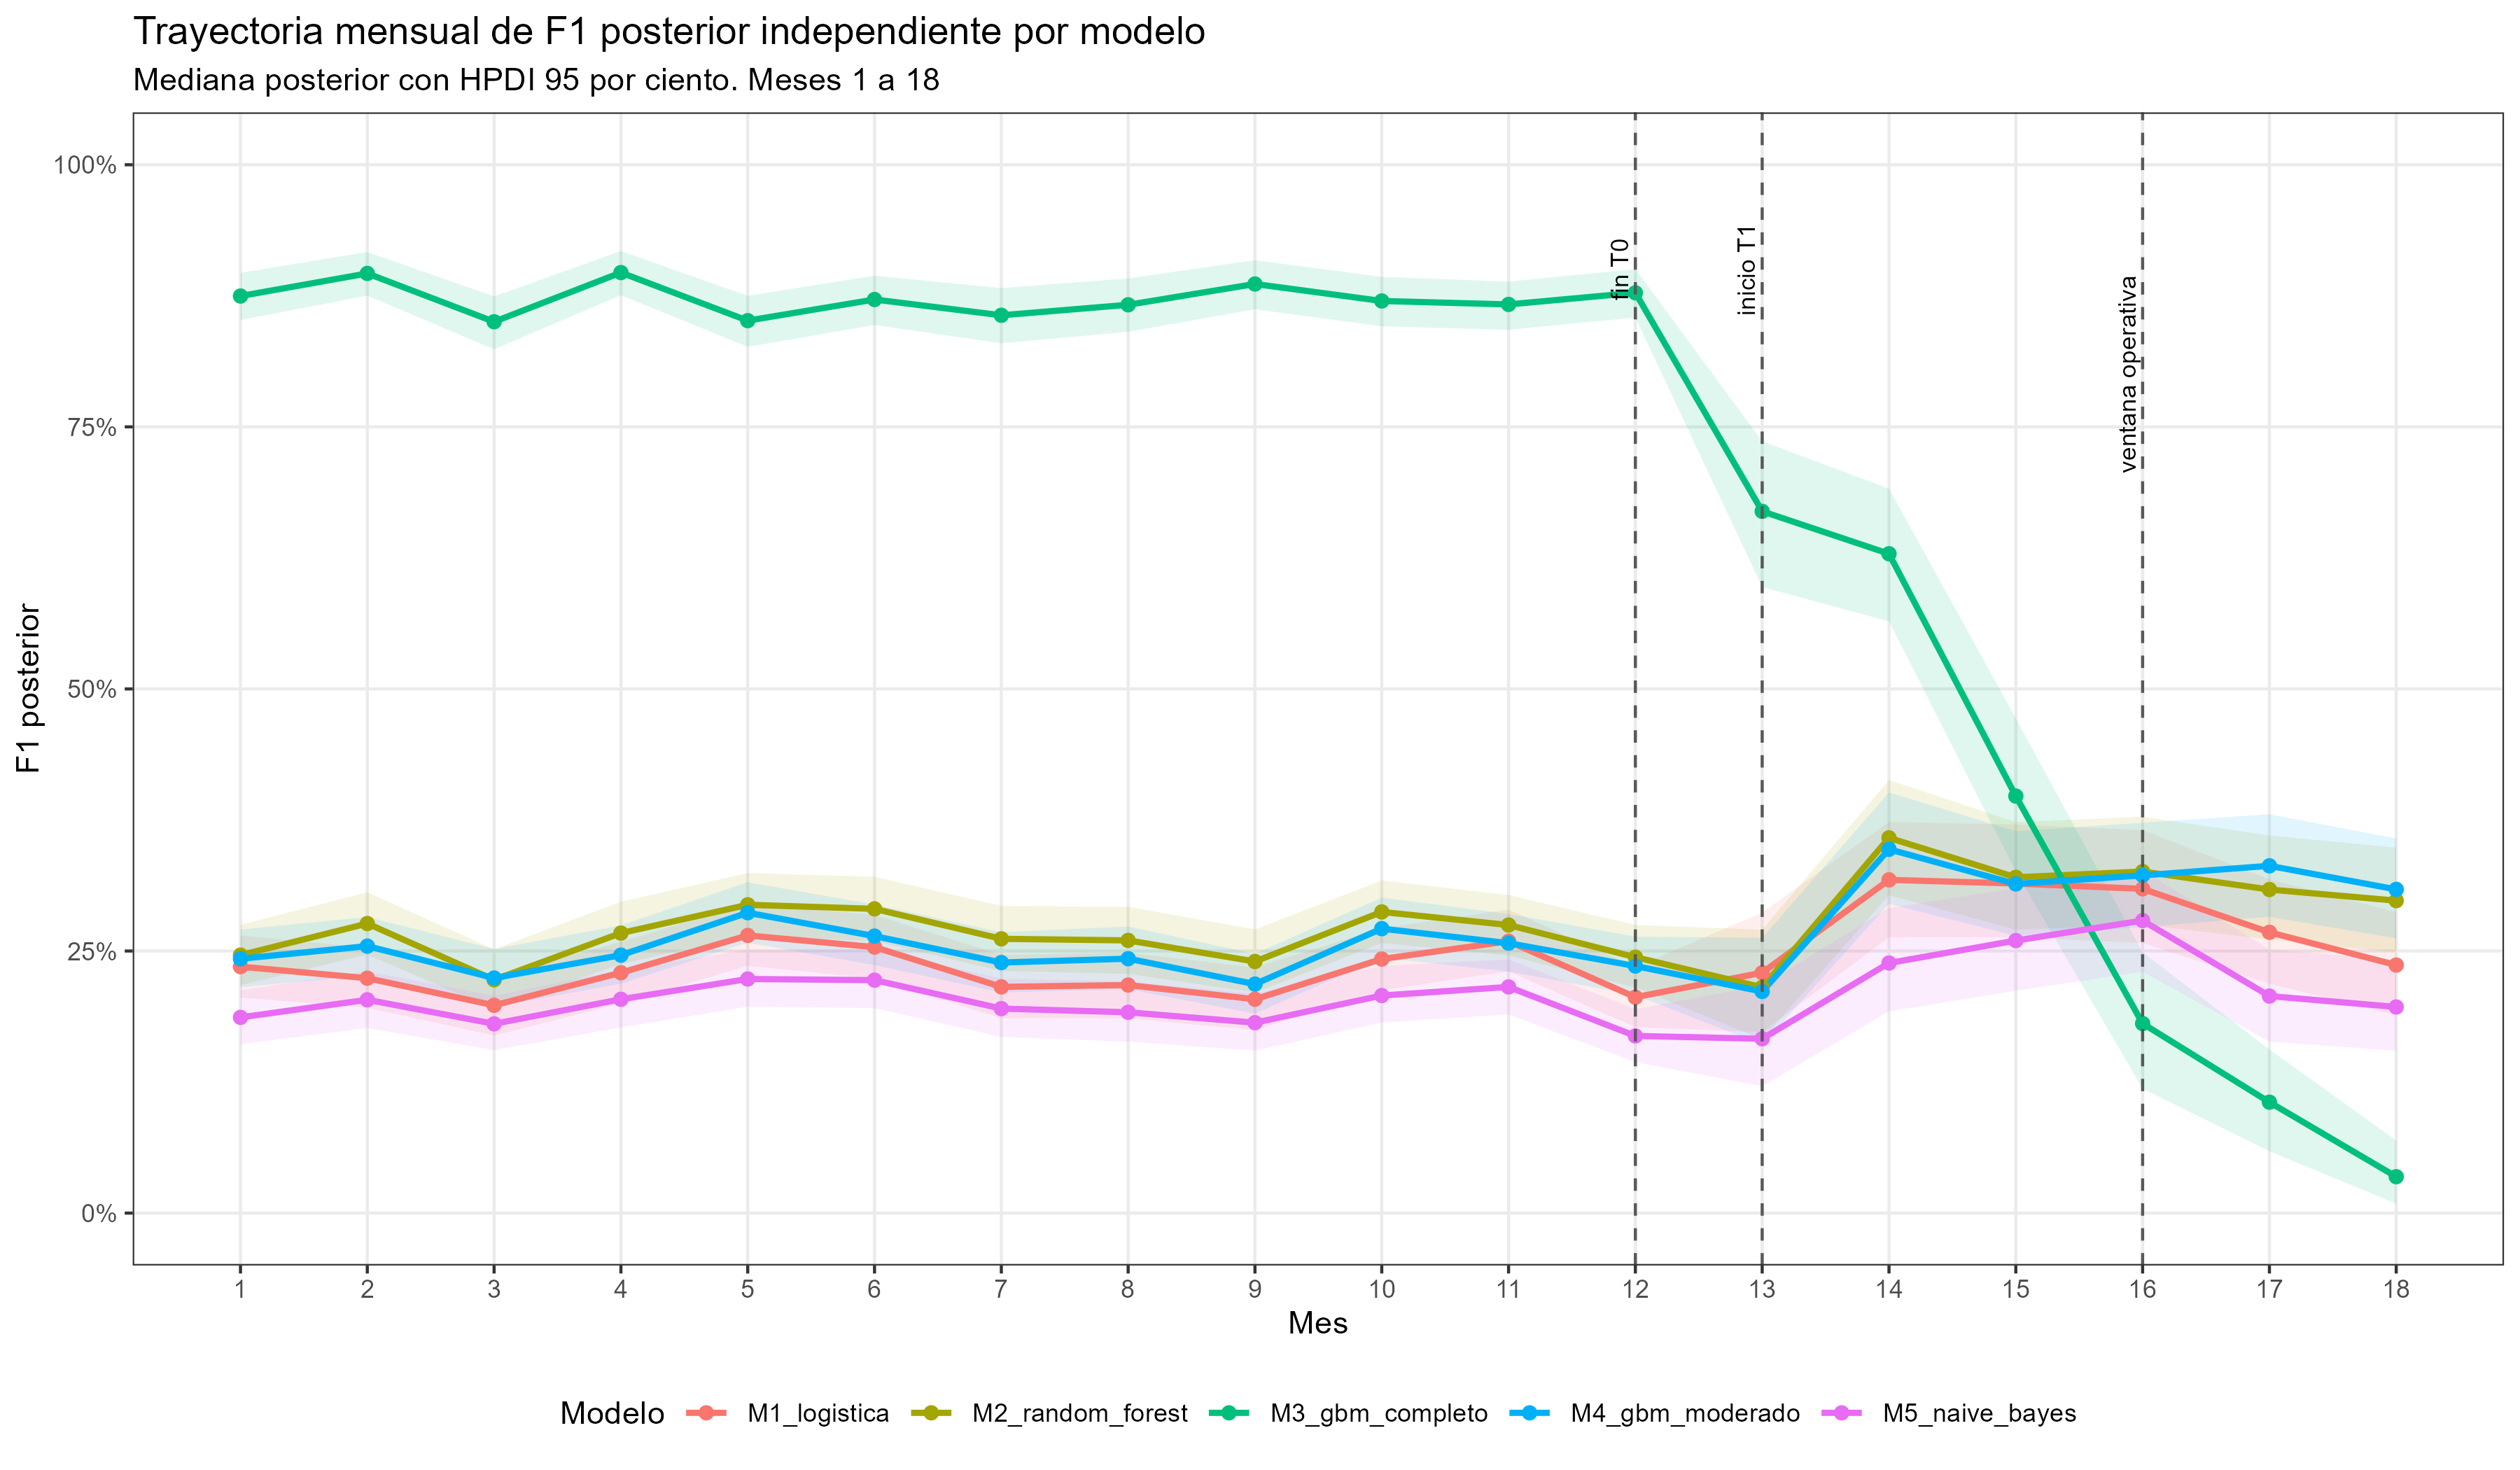 Trayectoria mensual de F1 posterior independiente por modelo
Mediana posterior con HPDI 95 por ciento. Meses 1 a 18
100%
75%
50%
25%
0%
F1 posterior
fin T0
inicio T1
ventana operativa
1 2 3 4 5 6 7 8 9 10 11 12 13 14 15 16 17 18
Mes
Modelo M1_logistica M2_random_forest M3_gbm_completo M4_gbm_moderado M5_naive_bayes